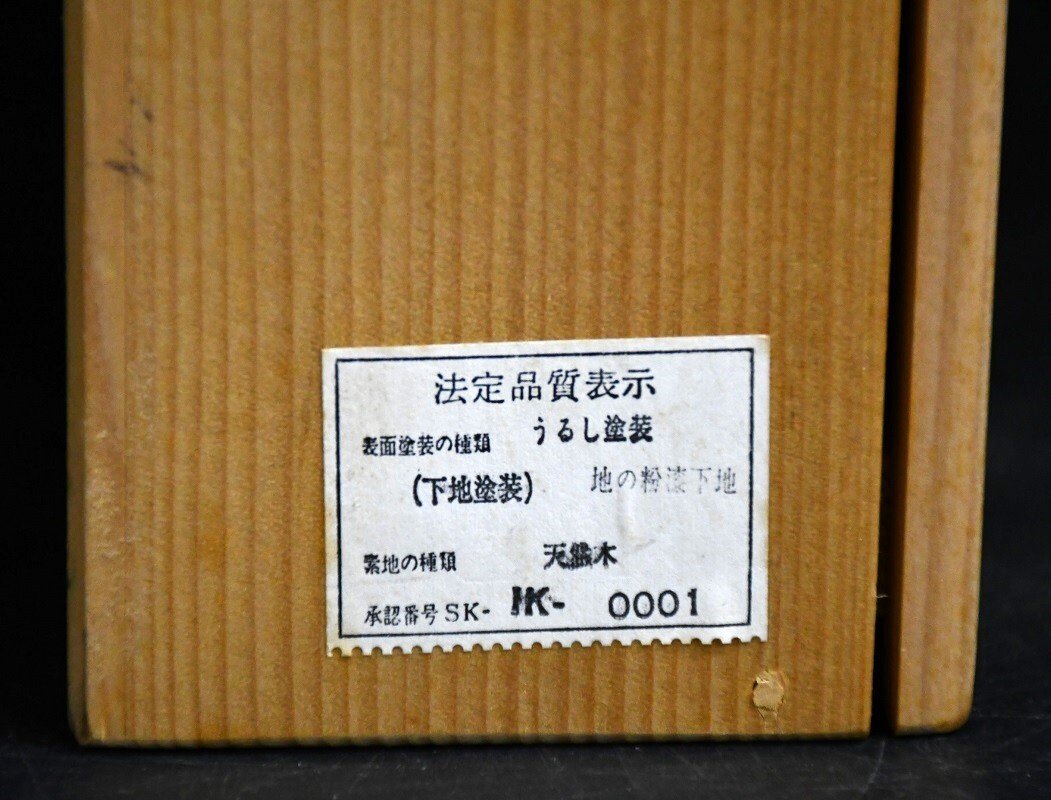 法定品質表示
表面塗装の種類 うるし塗装
(下地塗装) 地の粉漆下地
素地の種類 天然木
承認番号SK- IK- 0001